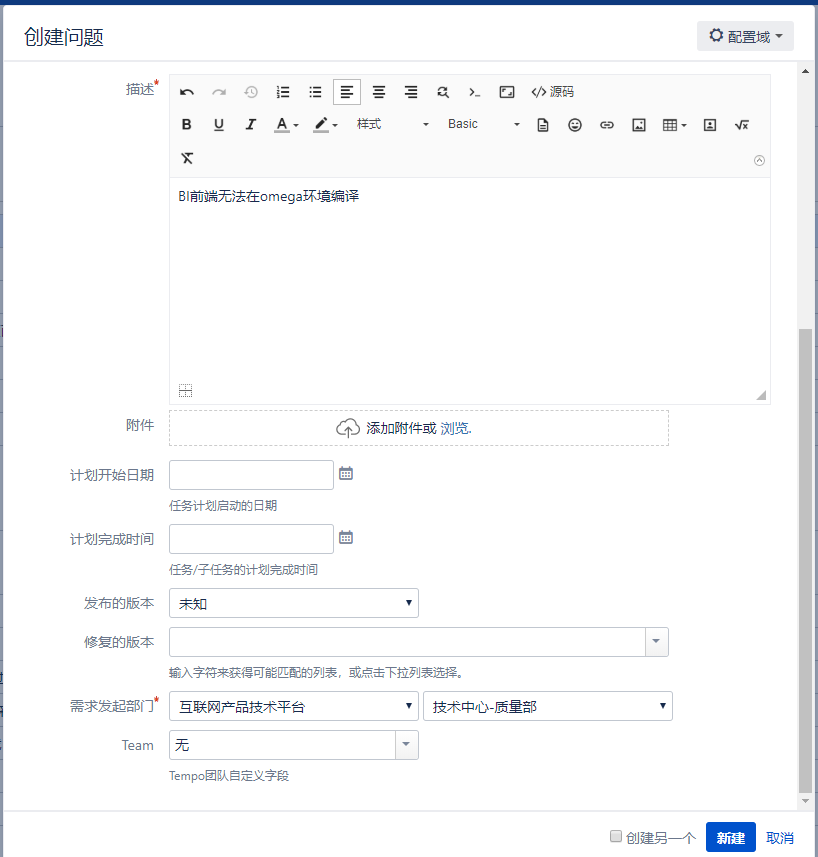 创建问题
配置域
描述*
源码
B U I A 样式 Basic
BI前端无法在omega环境编译
附件
添加附件或 浏览.
计划开始日期
任务计划启动的日期
计划完成时间
任务/子任务的计划完成时间
发布的版本 未知
修复的版本
输入字符来获得可能匹配的列表，或点击下拉列表选择。
需求发起部门* 互联网产品技术平台 技术中心-质量部
Team 无
Tempo团队自定义字段
创建另一个 新建 取消